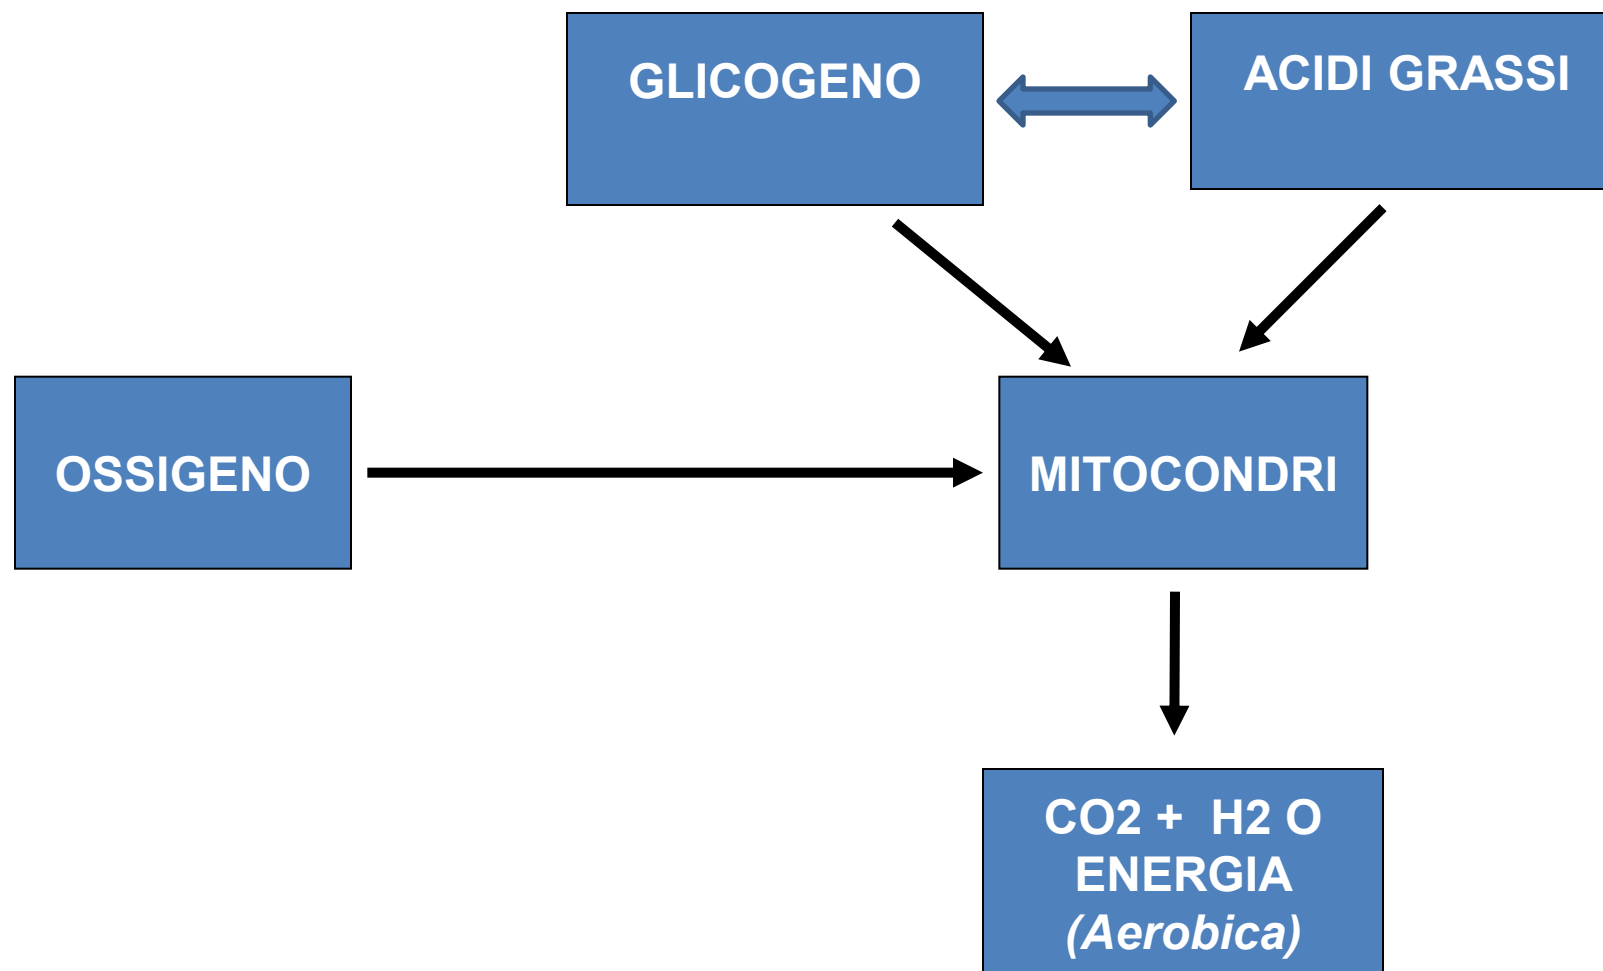 GLICOGENO
ACIDI GRASSI
OSSIGENO
MITOCONDRI
CO2 + H2 O
ENERGIA
(Aerobica)